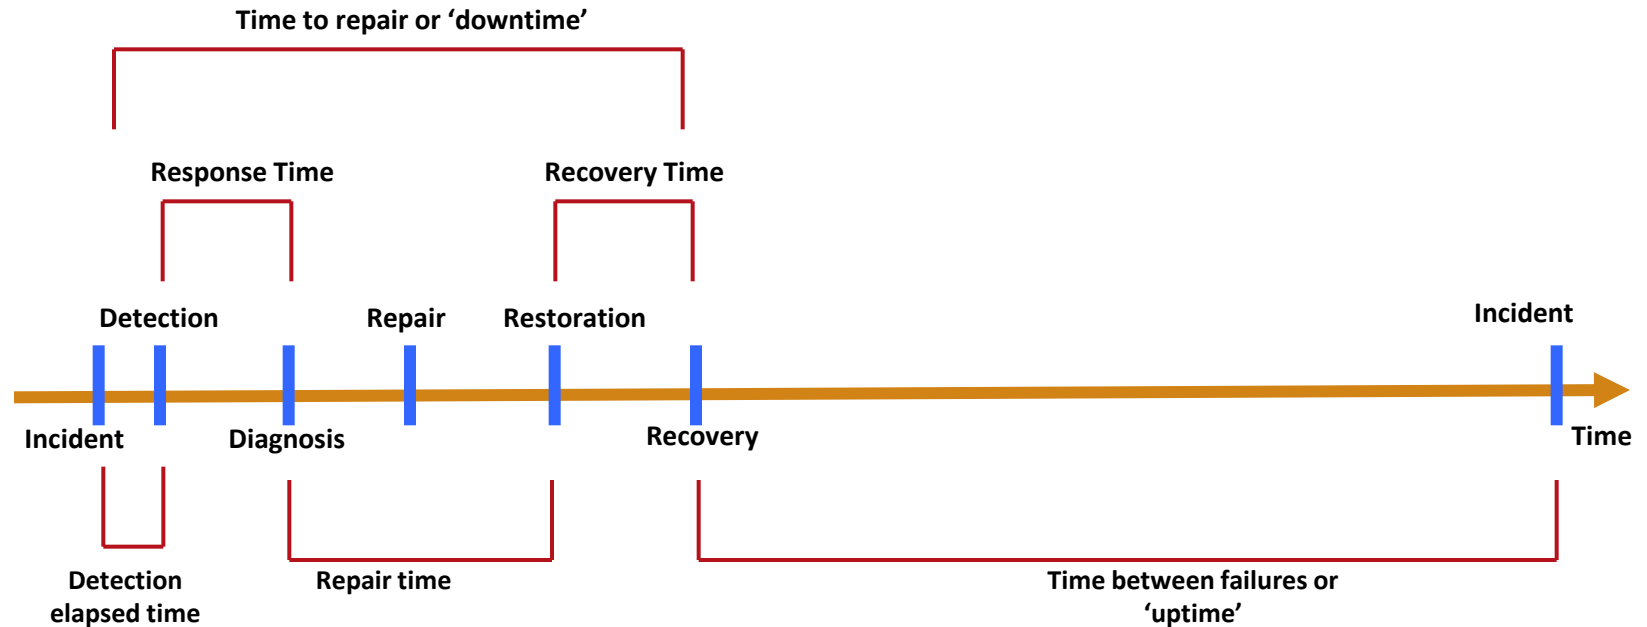 Time to repair or ‘downtime’
Response Time
Recovery Time
Detection
Repair
Restoration
Incident
Incident
Diagnosis
Recovery
Time
Detection
elapsed time
Repair time
Time between failures or
‘uptime’